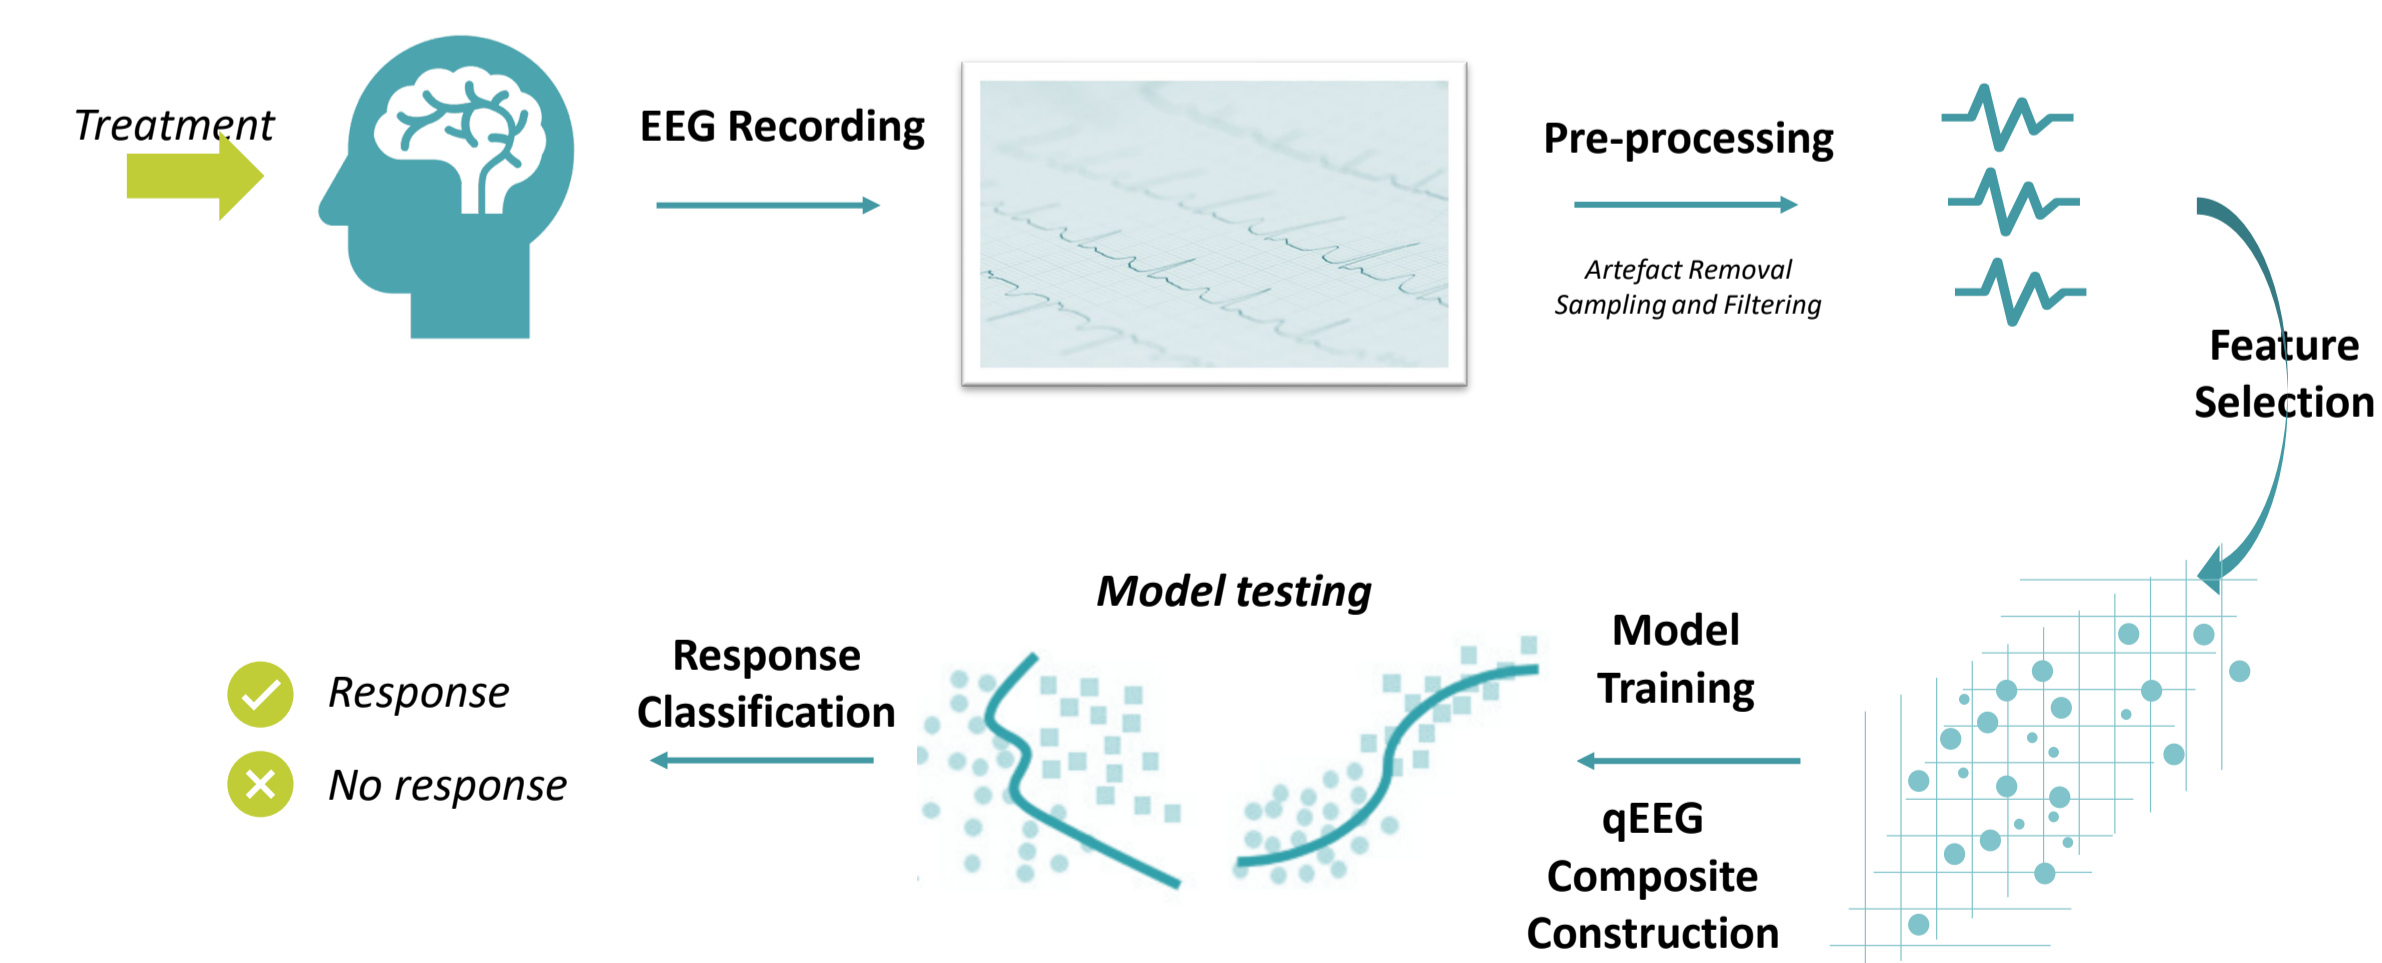 Treatment
EEG Recording
Pre-processing
Artefact Removal
Sampling and Filtering
Feature
Selection
Model
Training
qEEG
Composite
Construction
Model testing
Response
Classification
Response
No response